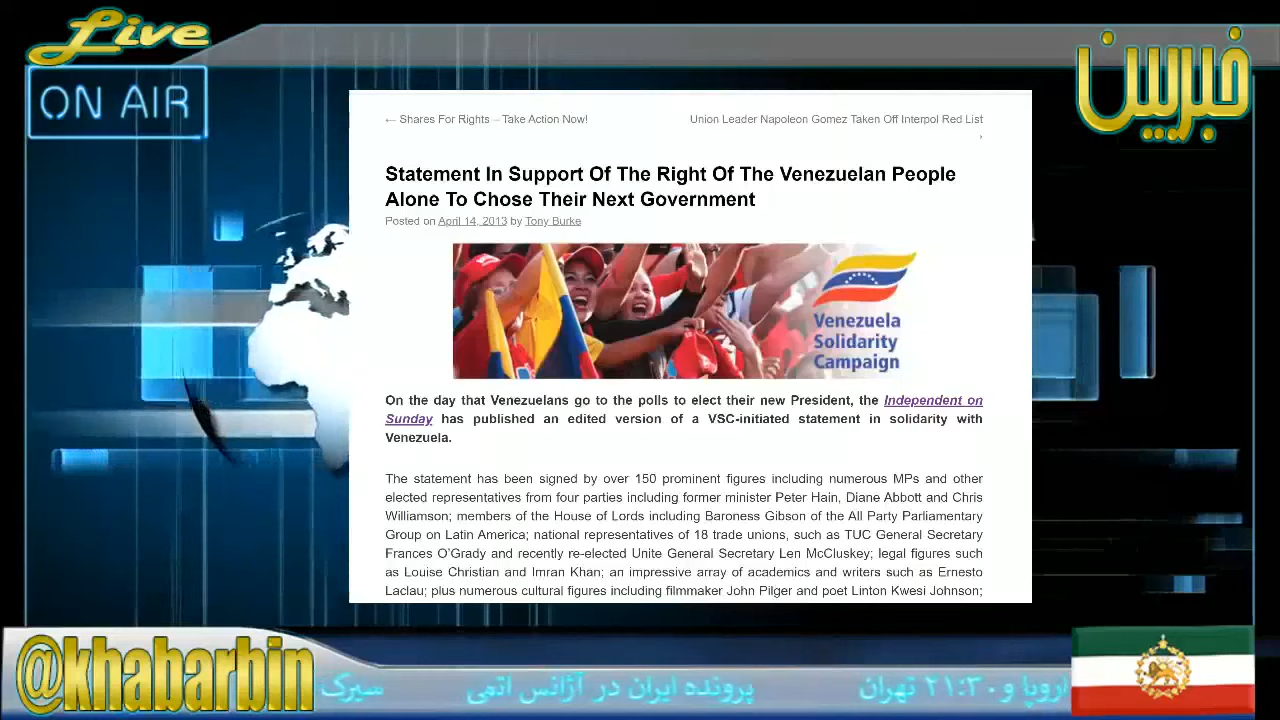 Live
ON AIR
خبربین
← Shares For Rights – Take Action Now!
Union Leader Napoleon Gomez Taken Off Interpol Red List
Statement In Support Of The Right Of The Venezuelan People
Alone To Chose Their Next Government
Posted on April 14, 2013 by Tony Burke
Venezuela
Solidarity
Campaign
On the day that Venezuelans go to the polls to elect their new President, the Independent on
Sunday has published an edited version of a VSC-initiated statement in solidarity with
Venezuela.
The statement has been signed by over 150 prominent figures including numerous MPs and other
elected representatives from four parties including former minister Peter Hain, Diane Abbott and Chris
Williamson; members of the House of Lords including Baroness Gibson of the All Party Parliamentary
Group on Latin America; national representatives of 18 trade unions, such as TUC General Secretary
Frances O'Grady and recently re-elected Unite General Secretary Len McCluskey; legal figures such
as Louise Christian and Imran Khan; an impressive array of academics and writers such as Ernesto
Laclau; plus numerous cultural figures including filmmaker John Pilger and poet Linton Kwesi Johnson;
@khabarbin
اروپا و ۲۱:۳۰ تهران پرونده ایران در آژانس اتمی سیرک